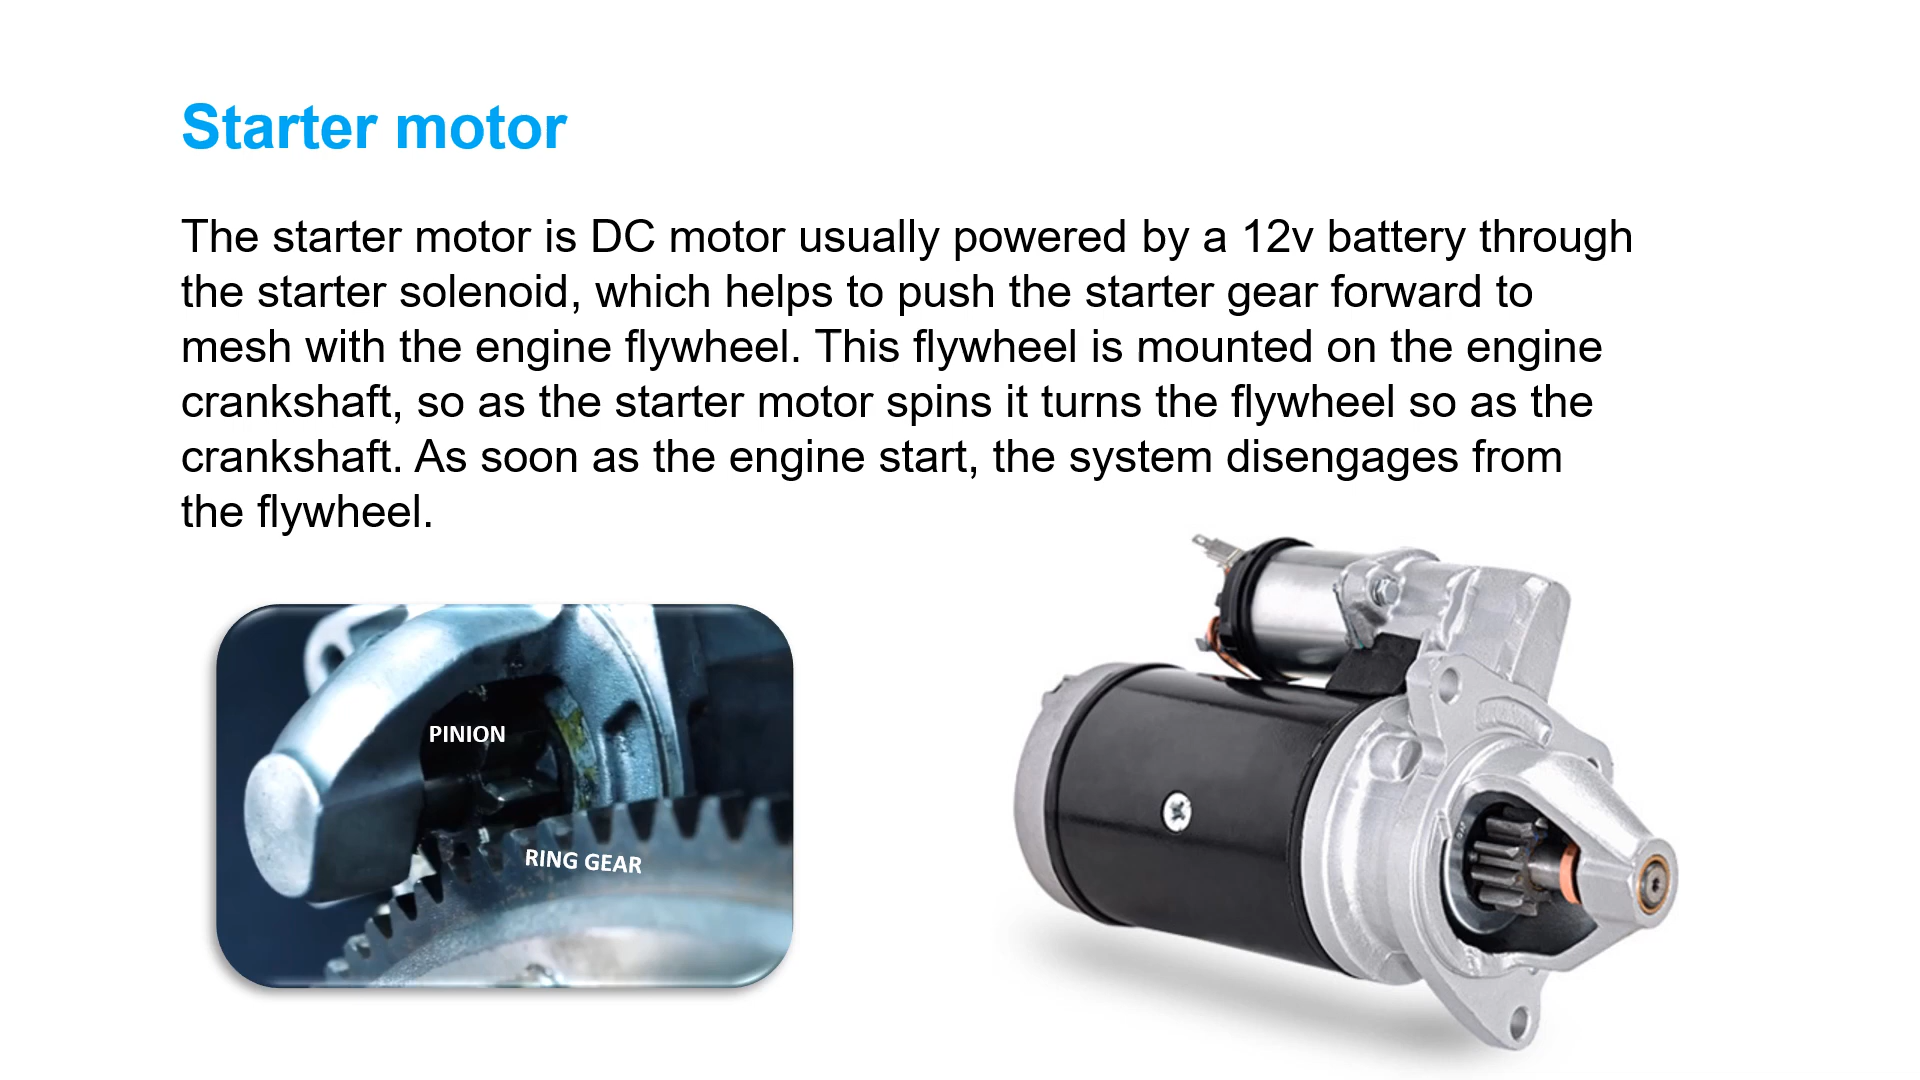 Starter motor
The starter motor is DC motor usually powered by a 12v battery through
the starter solenoid, which helps to push the starter gear forward to
mesh with the engine flywheel. This flywheel is mounted on the engine
crankshaft, so as the starter motor spins it turns the flywheel so as the
crankshaft. As soon as the engine start, the system disengages from
the flywheel.
PINION
RING GEAR